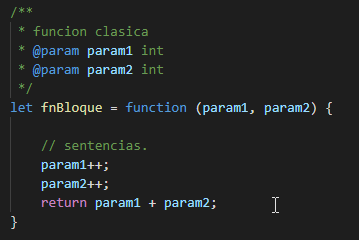 /**
 * funcion clasica
 * @param param1 int
 * @param param2 int
 */
let fnBloque = function (param1, param2) {
    // sentencias.
    param1++;
    param2++;
    return param1 + param2;
}